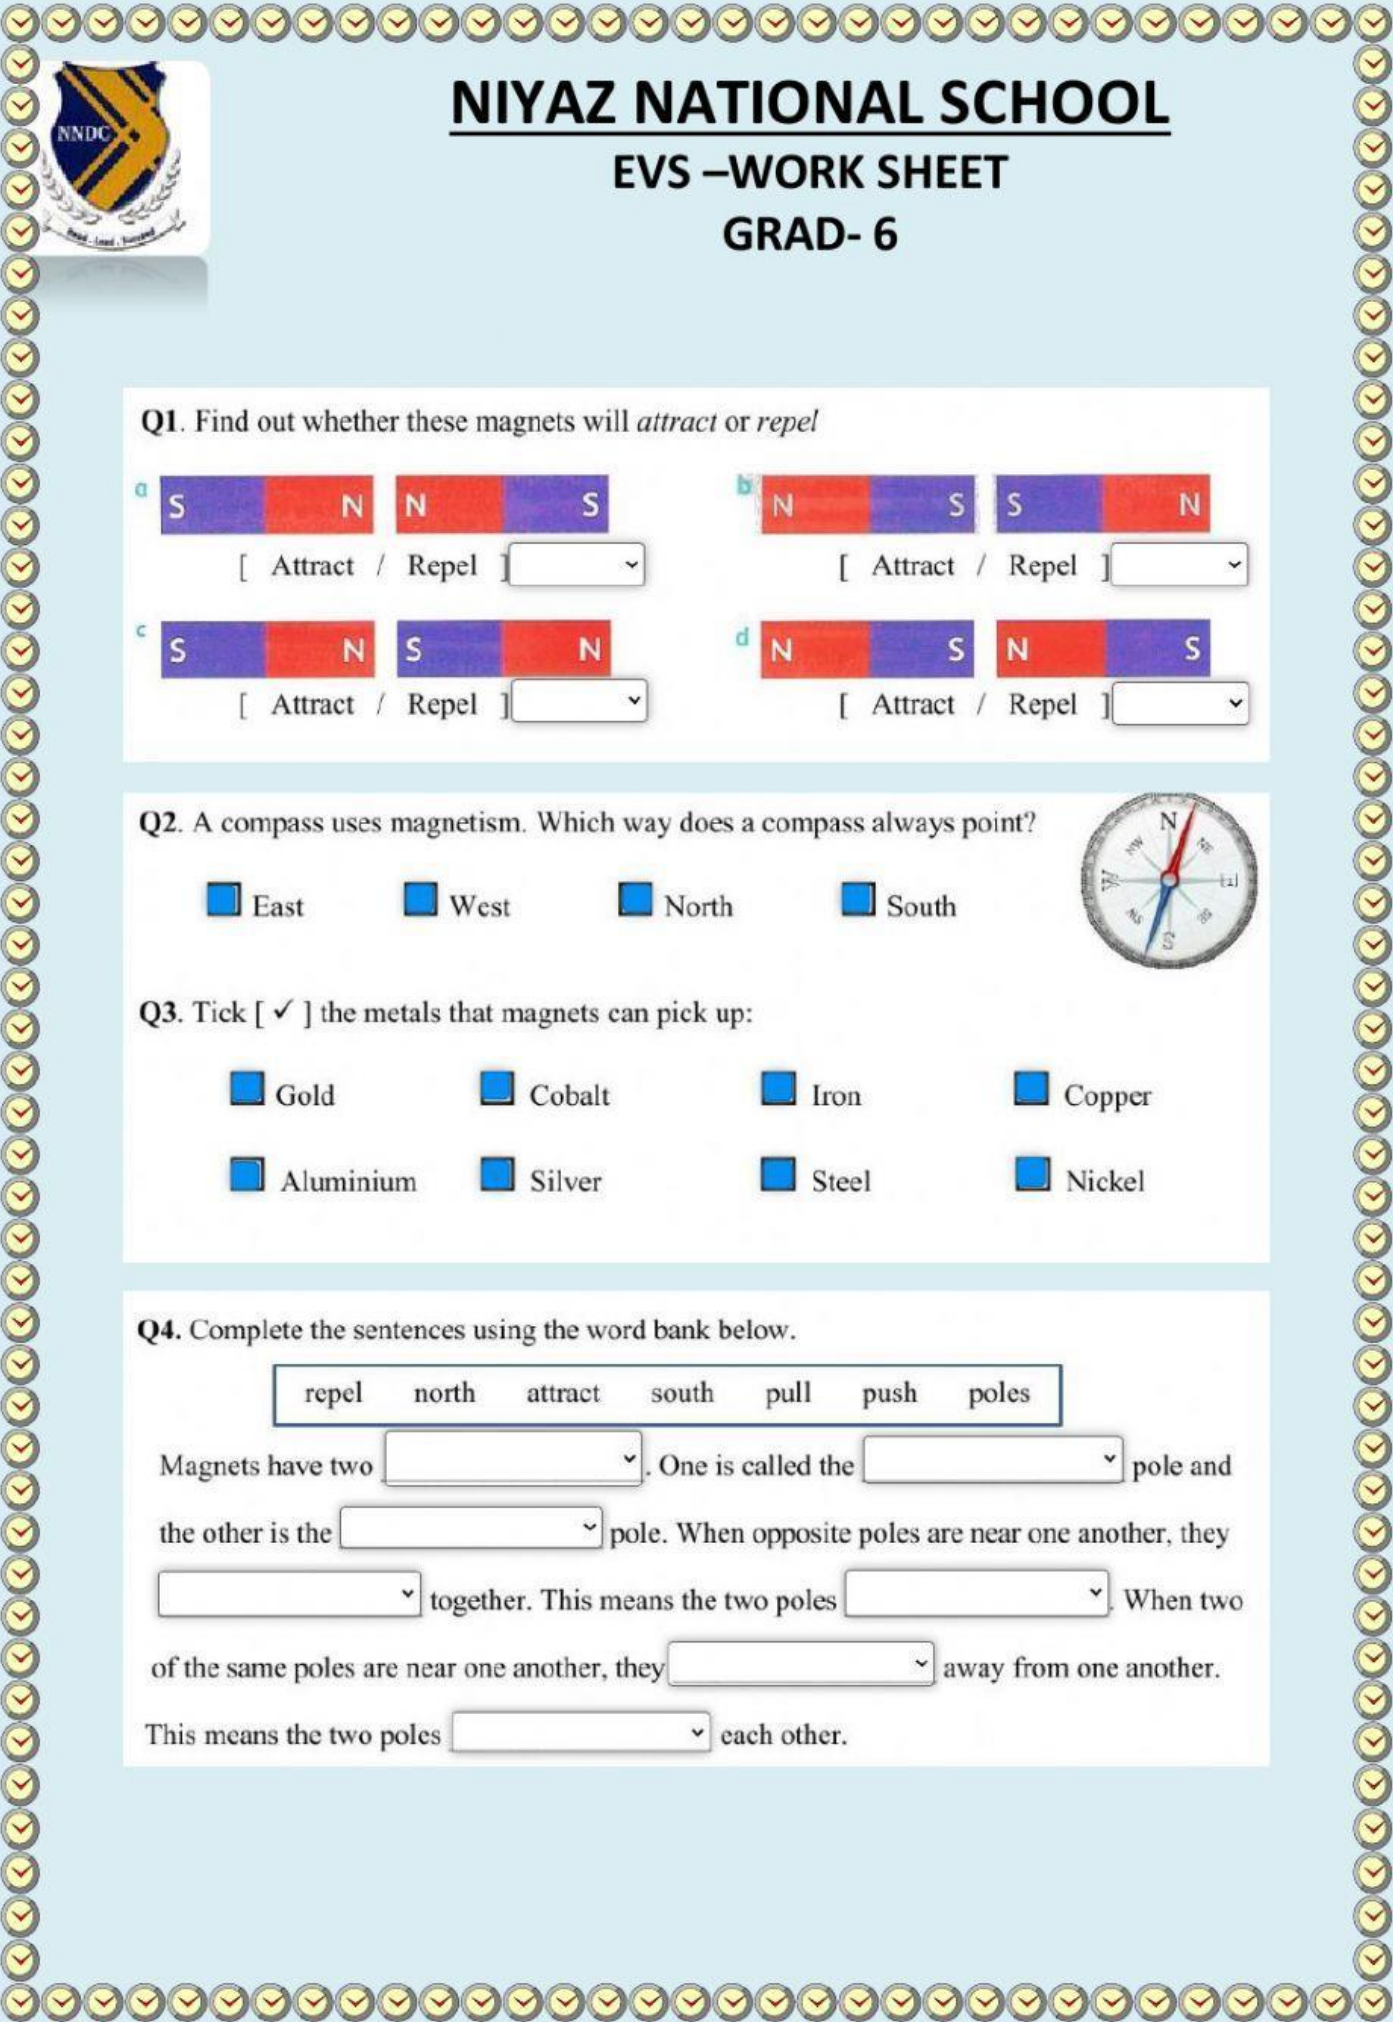 NNDC
NIYAZ NATIONAL SCHOOL
EVS –WORK SHEET
GRAD- 6
Q1. Find out whether these magnets will attract or repel
a S N N S
b N S S N
[ Attract / Repel ]
[ Attract / Repel ]
c S N S N
d N S N S
[ Attract / Repel ]
[ Attract / Repel ]
Q2. A compass uses magnetism. Which way does a compass always point?
East West North South
N
NW NE
W E
SW SE
S
Q3. Tick [ ✓ ] the metals that magnets can pick up:
Gold Cobalt Iron Copper
Aluminium Silver Steel Nickel
Q4. Complete the sentences using the word bank below.
repel north attract south pull push poles
Magnets have two . One is called the pole and
the other is the pole. When opposite poles are near one another, they
together. This means the two poles . When two
of the same poles are near one another, they away from one another.
This means the two poles each other.